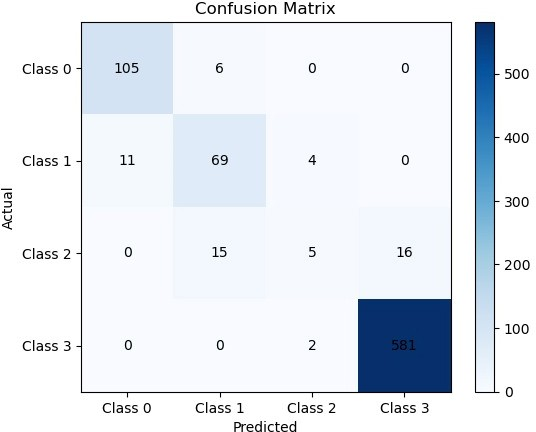 Confusion Matrix
Class 0 105 6 0 0
Class 1 11 69 4 0
Class 2 0 15 5 16
Class 3 0 0 2 581
Class 0 Class 1 Class 2 Class 3
Predicted
Actual
500
400
300
200
100
0